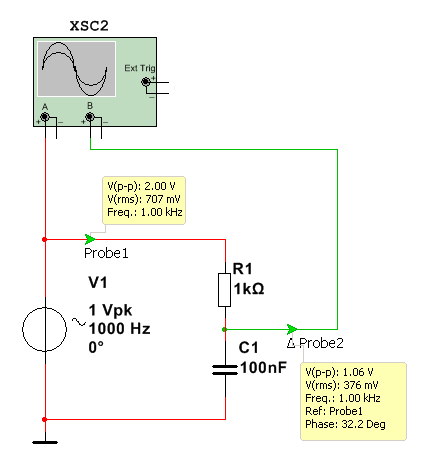 XSC2
Ext Trig
+
–
A
B
+
–
+
–
V(p-p): 2.00 V
V(rms): 707 mV
Freq.: 1.00 kHz
Probe1
V1
1 Vpk
1000 Hz
0°
R1
1kΩ
Δ Probe2
C1
100nF
V(p-p): 1.06 V
V(rms): 376 mV
Freq.: 1.00 kHz
Ref: Probe1
Phase: 32.2 Deg